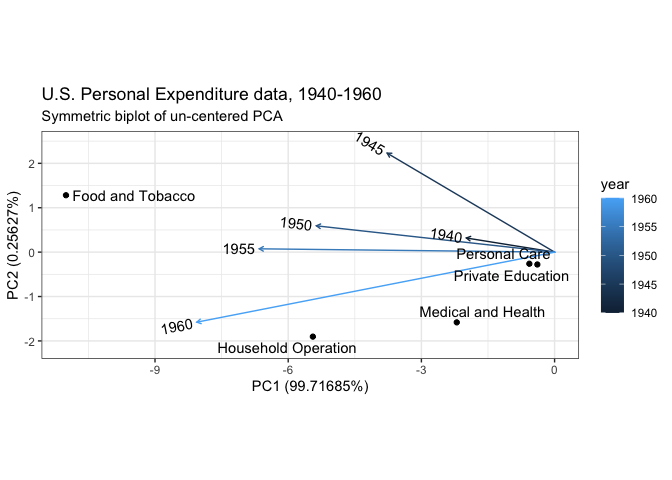 U.S. Personal Expenditure data, 1940-1960
Symmetric biplot of un-centered PCA
1945
year
2
Food and Tobacco
1960
1
1950
1940
1955
PC2 (0.25627%)
0
1955
Personal Care
1950
Private Education
-1
1945
Medical and Health
1960
1940
-2
Household Operation
-9
-6
-3
0
PC1 (99.71685%)